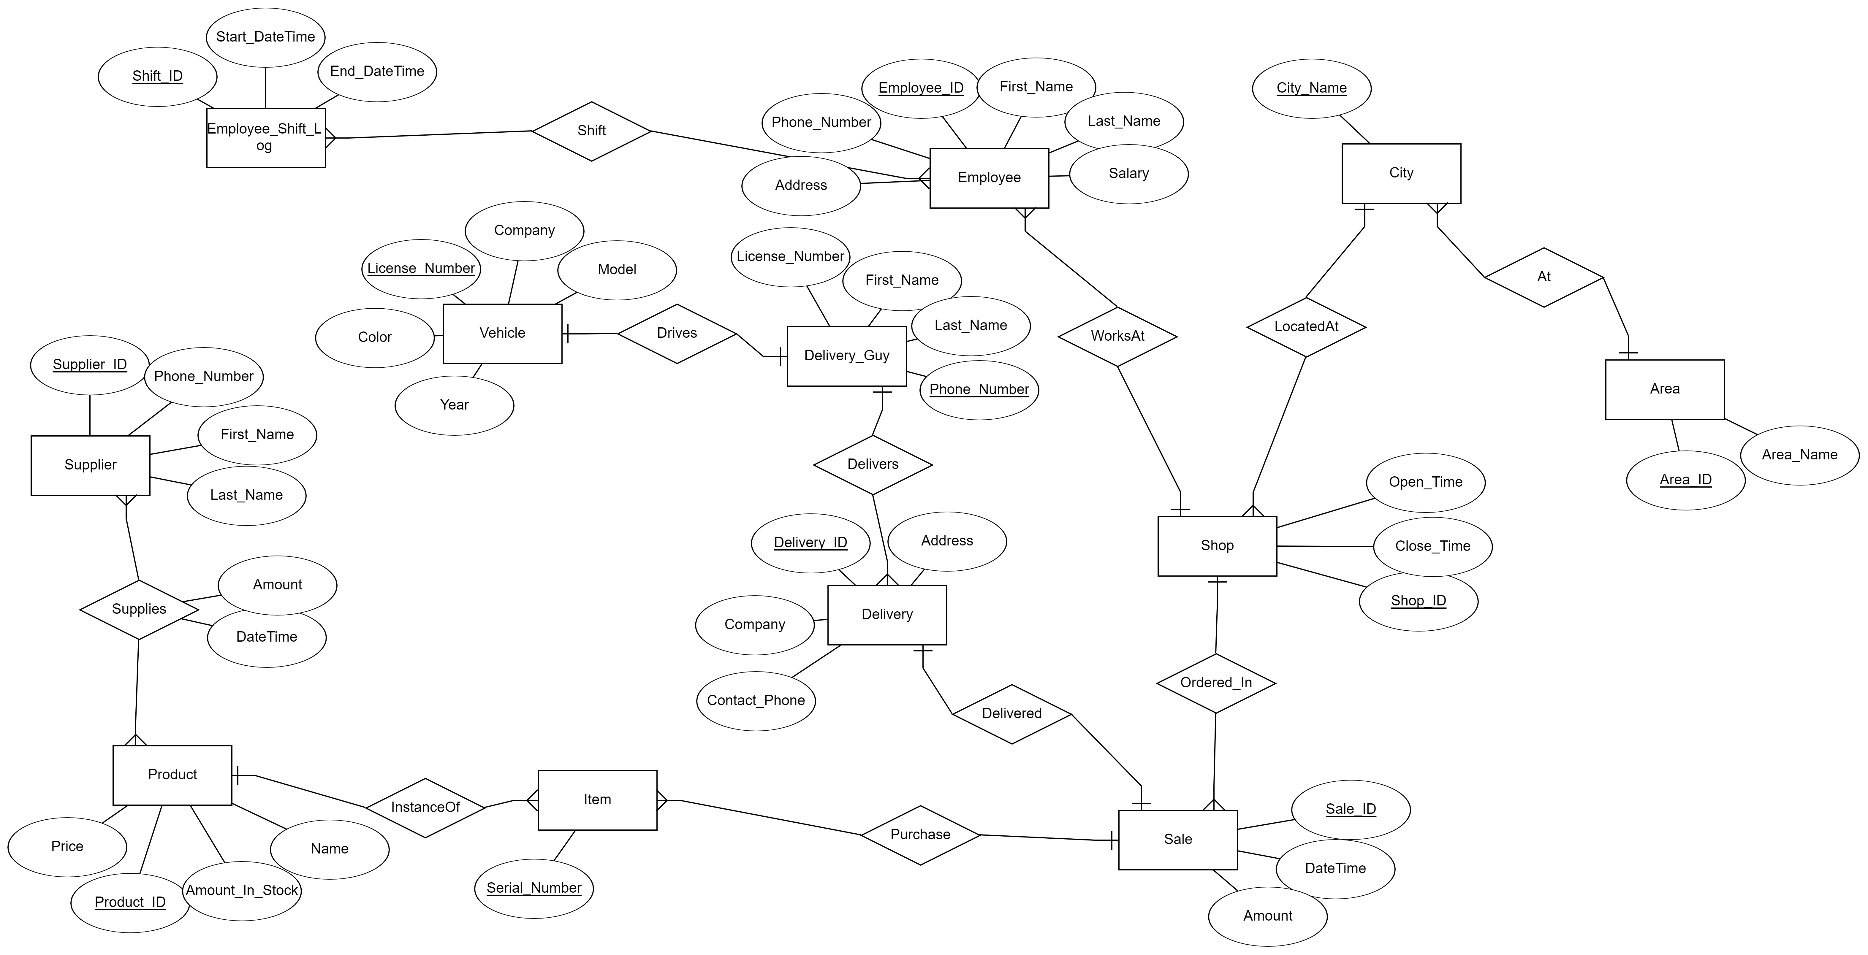 Start_DateTime
Shift_ID
End_DateTime
Employee_Shift_L
og
Shift
Employee_ID
First_Name
Phone_Number
Last_Name
Address
Employee
Salary
City_Name
City
Company
License_Number
Model
Color
Vehicle
Year
Drives
License_Number
First_Name
Last_Name
Delivery_Guy
Phone_Number
WorksAt
LocatedAt
At
Area
Area_Name
Area_ID
Supplier_ID
Phone_Number
First_Name
Supplier
Last_Name
Delivers
Open_Time
Close_Time
Shop
Shop_ID
Amount
Supplies
DateTime
Delivery_ID
Address
Company
Delivery
Contact_Phone
Delivered
Ordered_In
Product
Price
Product_ID
Amount_In_Stock
Name
InstanceOf
Item
Serial_Number
Purchase
Sale
Sale_ID
DateTime
Amount